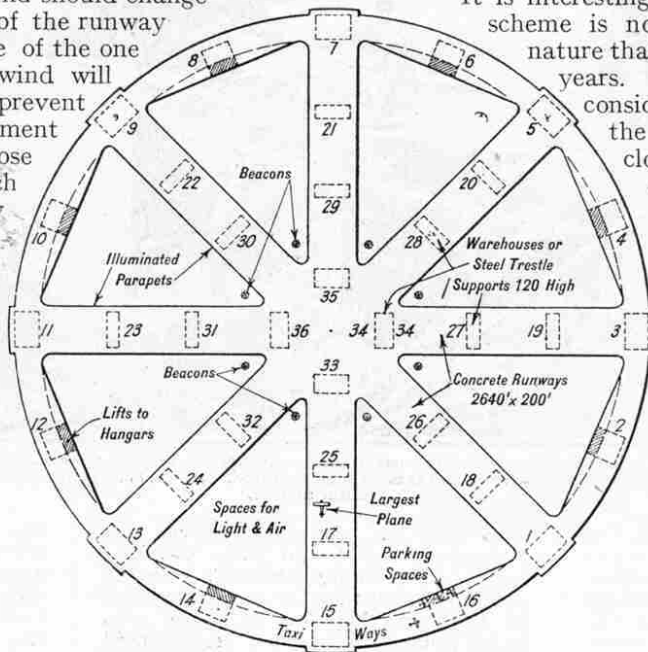 nd should change
of the runway
e of the one
wind will
prevent
ment
ose
ch
It is interesting
scheme is no
nature tha
years.
consid
the
clo
7
8
6
9
21
5
22
Beacons
20
29
10
30
28
Warehouses or
Steel Trestle
Supports 120 High
4
Illuminated
Parapets
35
11
23
31
36
34
34
27
19
3
33
Beacons
Concrete Runways
2640'x 200'
12
Lifts to
Hangars
32
26
2
25
24
18
Spaces for
Light & Air
Largest
Plane
17
13
Parking
Spaces
1
14
16
15
Taxi Ways